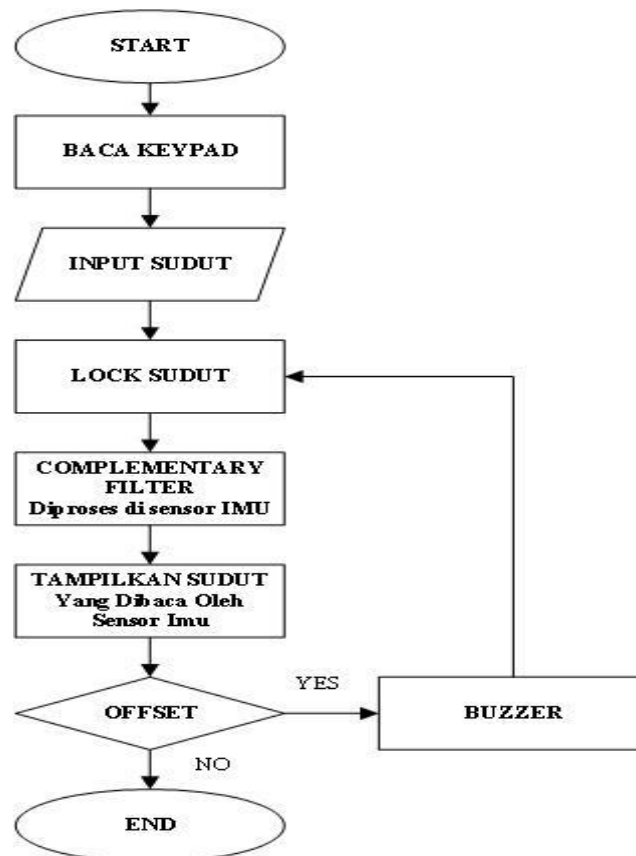 START
BACA KEYPAD
INPUT SUDUT
LOCK SUDUT
COMPLEMENTARY
FILTER
Diproses di sensor IMU
TAMPILKAN SUDUT
Yang Dibaca Oleh
Sensor Imu
OFFSET
YES
BUZZER
NO
END